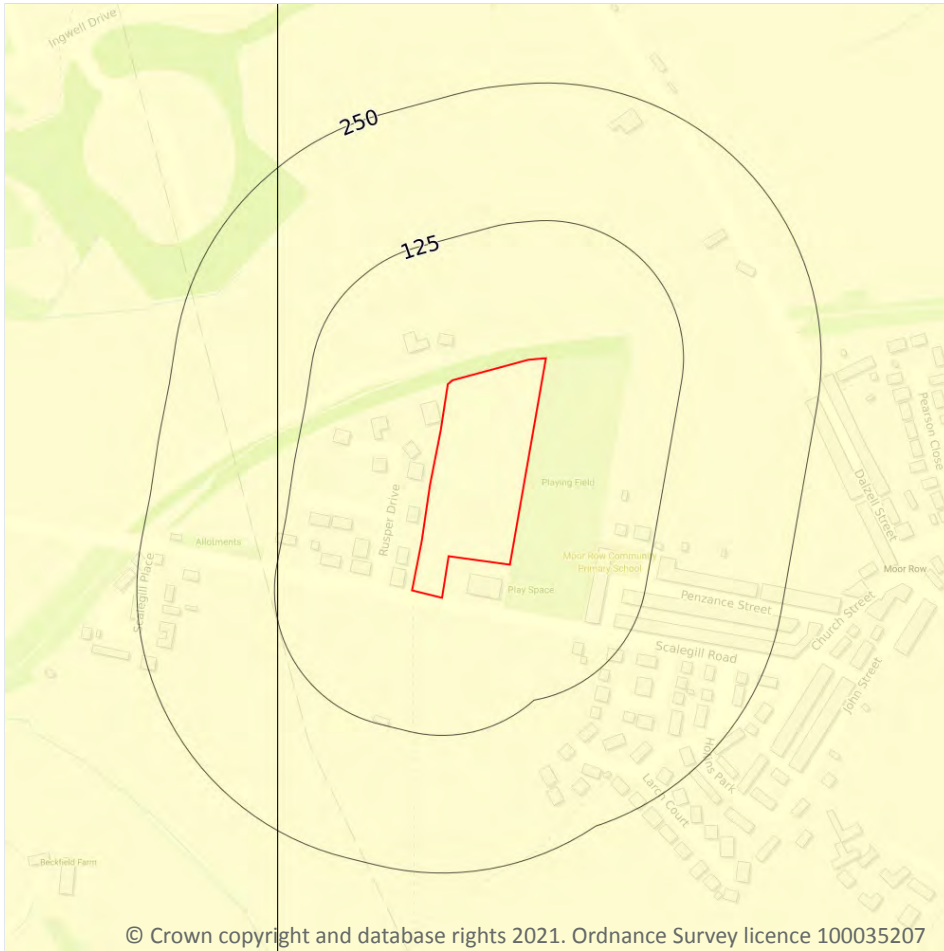 Ingwell Drive
250
125
Pearson Close
Dalzell Street
Playing Field
Rusper Drive
Allotments
Moor Row Community
Primary School
Moor Row
Scalegill Place
Play Space
Penzance Street
Church Street
Scalegill Road
John Street
Hollins Park
Larch Court
Beckfield Farm
© Crown copyright and database rights 2021. Ordnance Survey licence 100035207